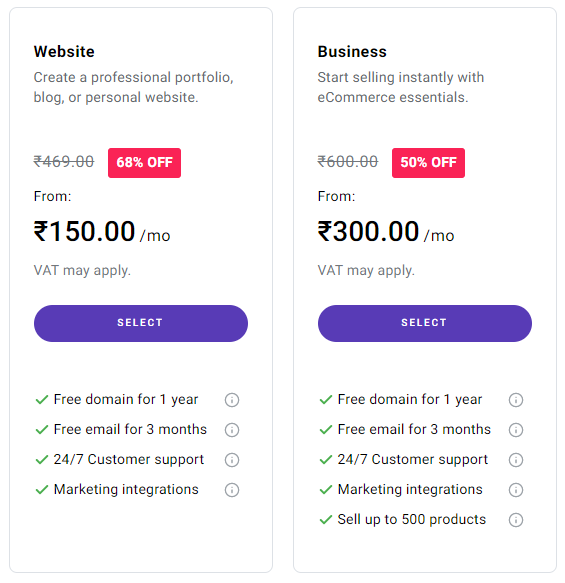 Website
Create a professional portfolio,
blog, or personal website.
₹469.00 68% OFF
From:
₹150.00 /mo
VAT may apply.
SELECT
Free domain for 1 year
Free email for 3 months
24/7 Customer support
Marketing integrations
Business
Start selling instantly with
eCommerce essentials.
₹600.00 50% OFF
From:
₹300.00 /mo
VAT may apply.
SELECT
Free domain for 1 year
Free email for 3 months
24/7 Customer support
Marketing integrations
Sell up to 500 products